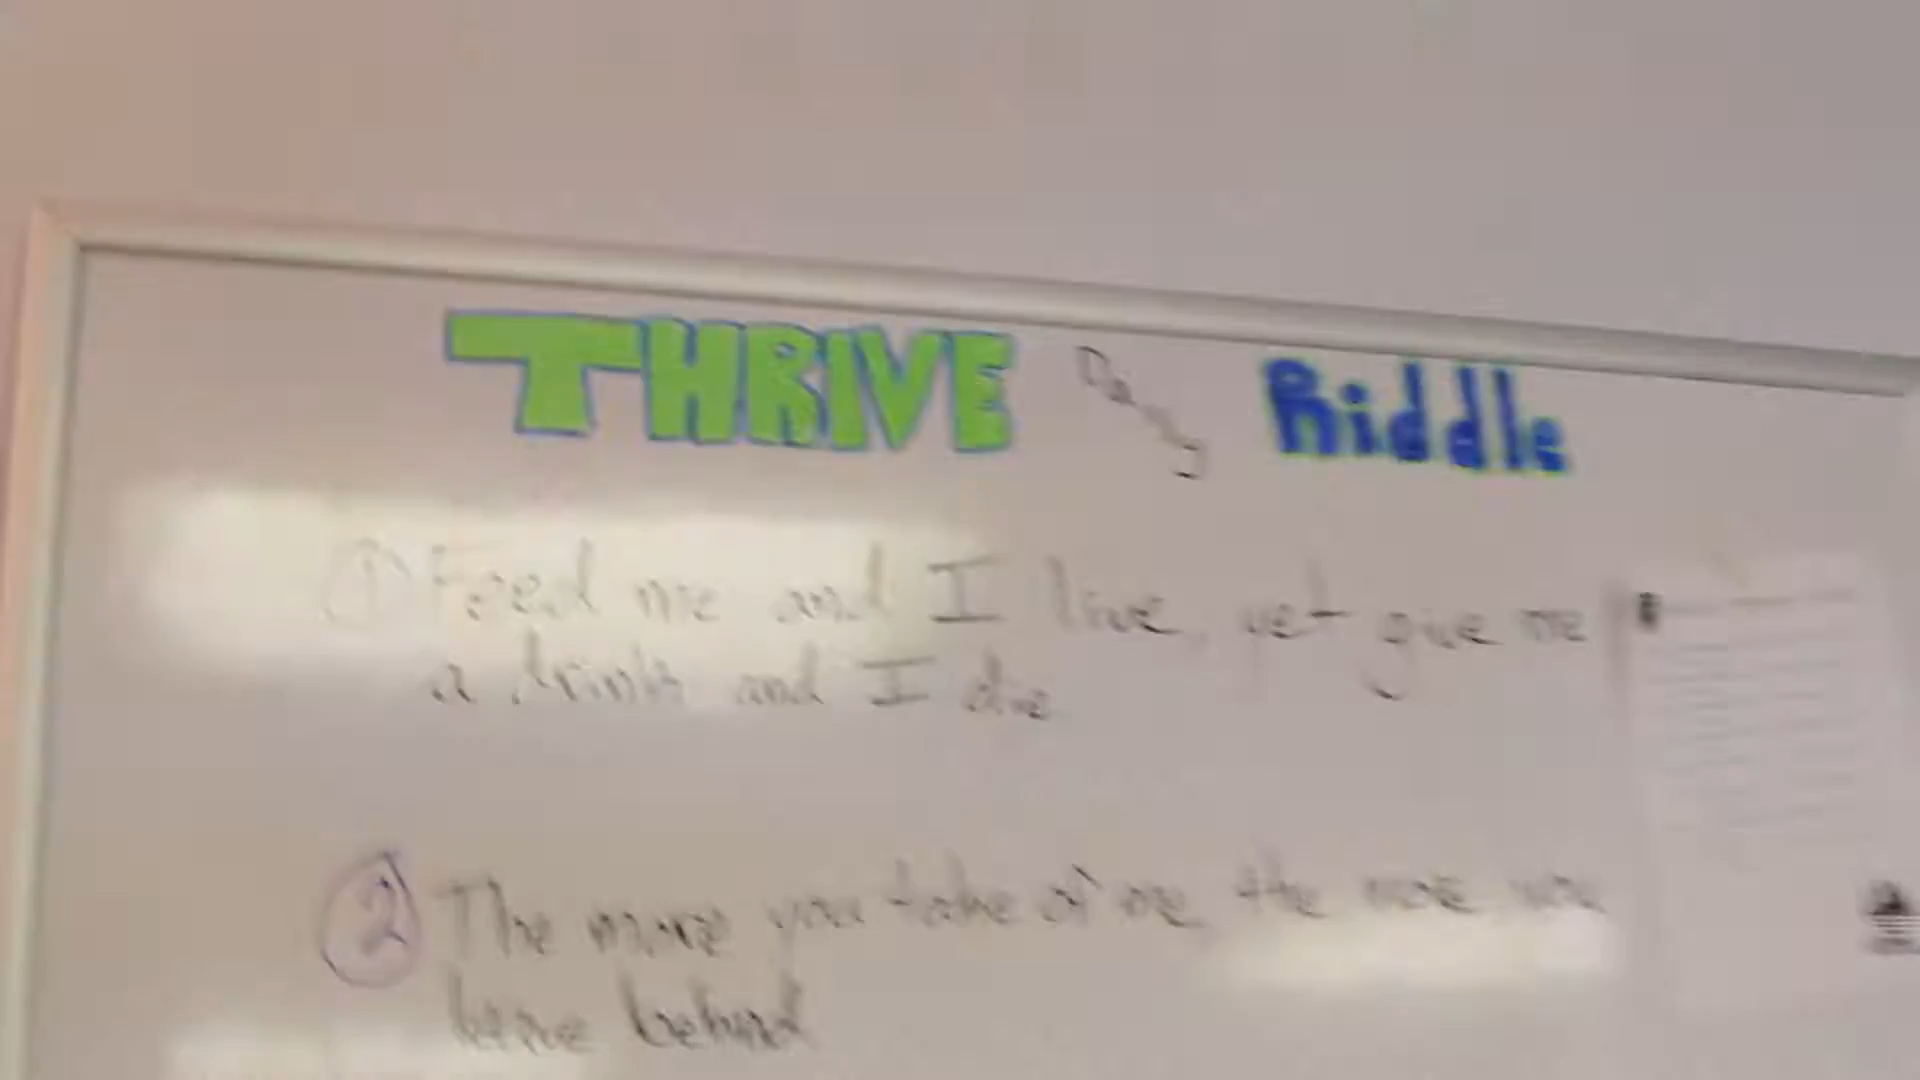 THRIVE Daily Riddle
① Feed me and I live, yet give me
a drink and I die
② The more you take of me, the more you
leave behind